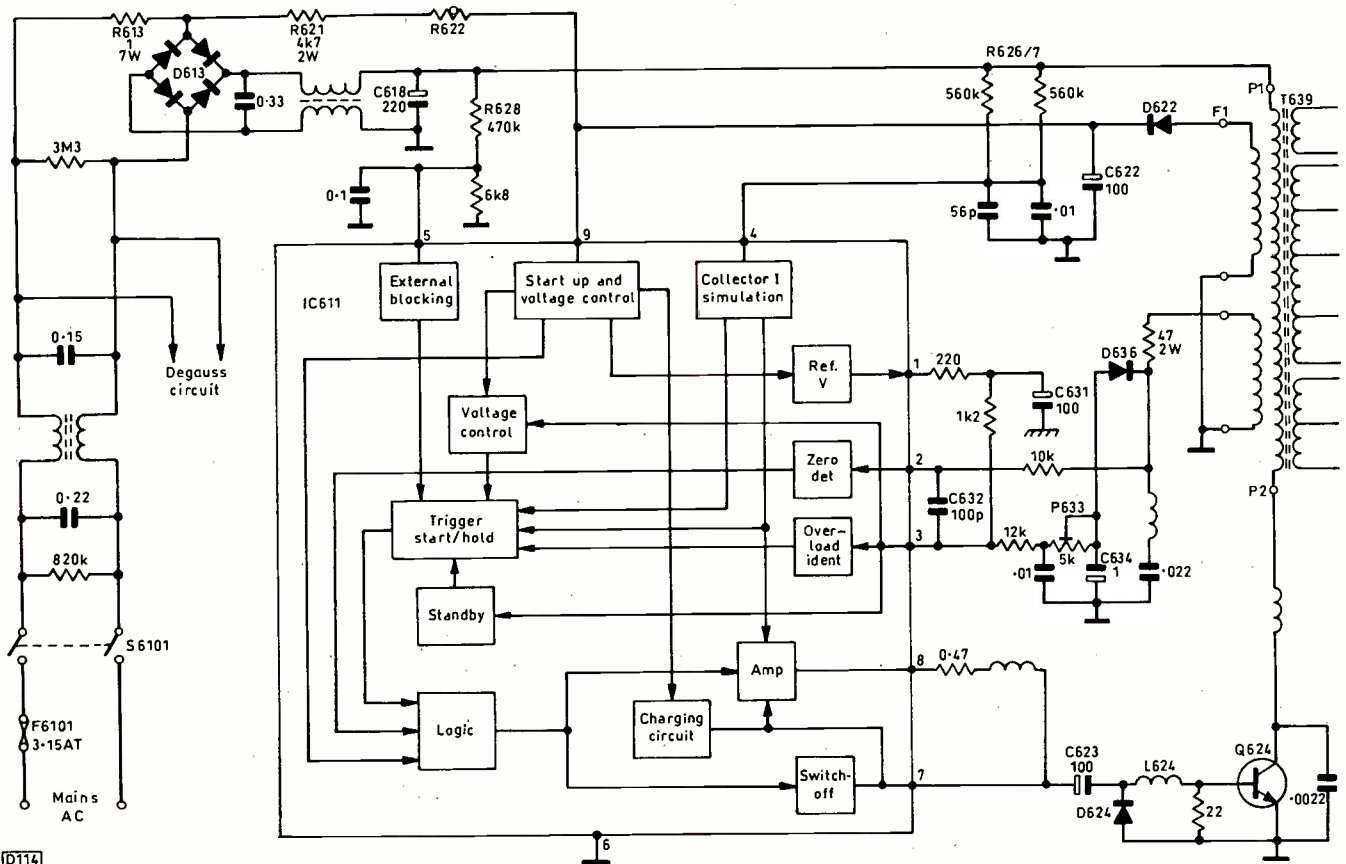 R613
1
7W
R621
4k7
2W
R622
D613
0·33
C618
220
R628
470k
R626/7
560k
560k
P1
T639
D622
F1
3M3
0·1
6k8
C622
100
56p
·01
5
9
4
IC611
External
blocking
Start up and
voltage control
Collector I
simulation
0·15
Degauss
circuit
Ref.
V
1
220
1k2
C631
100
D636
47
2W
Voltage
control
Zero
det
2
10k
C632
100p
P2
0·22
Trigger
start/hold
Over-
load
ident
3
12k
P633
5k
·01
C634
1
·022
820k
Standby
S6101
Amp
8
0·47
F6101
3·15AT
Logic
Charging
circuit
Switch-
off
7
C623
100
L624
Q624
D624
22
·0022
Mains
AC
6
D114